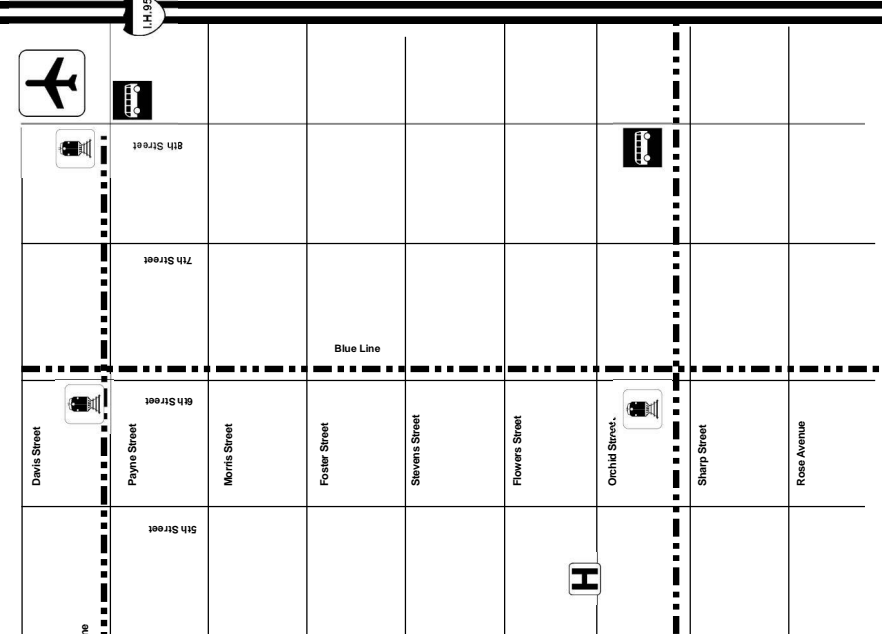 I.H.95
8th Street
7th Street
Blue Line
6th Street
Davis Street
Payne Street
Morris Street
Foster Street
Stevens Street
Flowers Street
Orchid Street
Sharp Street
Rose Avenue
5th Street
H
ne